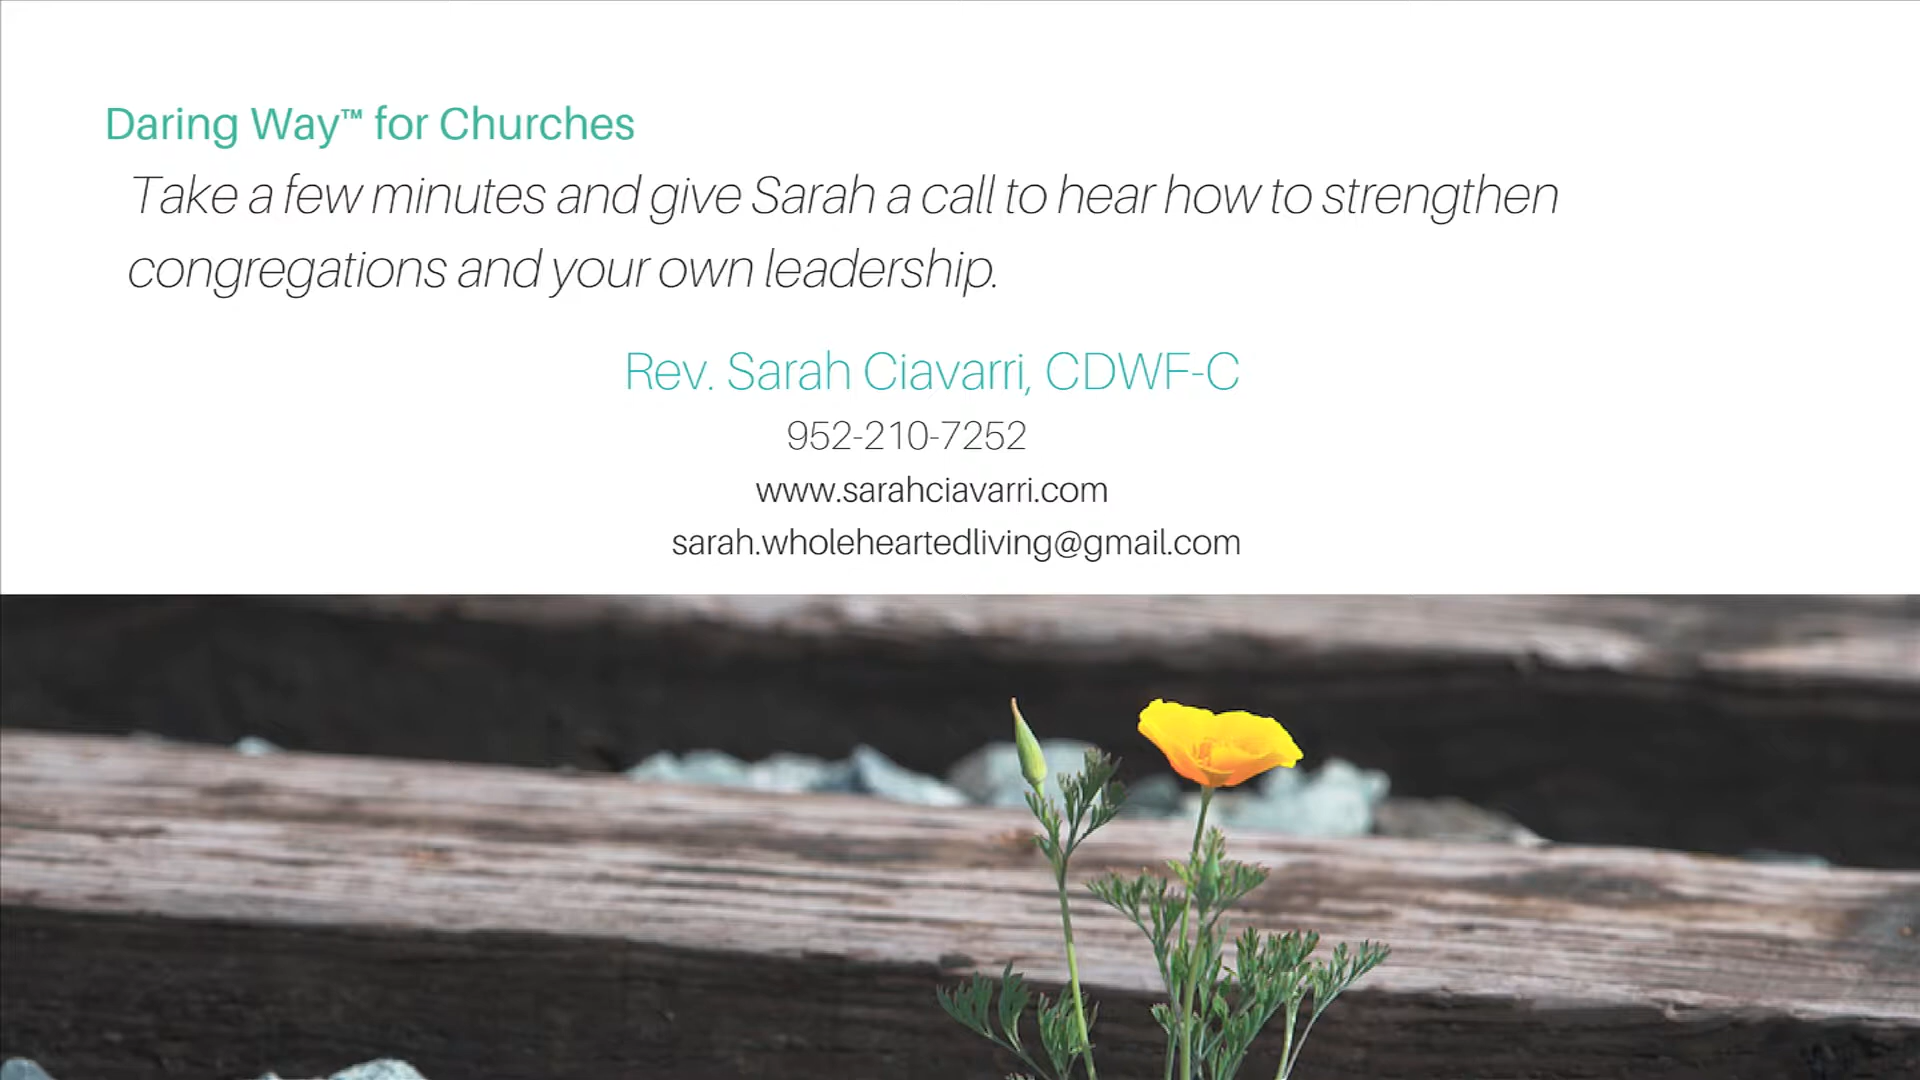 Daring Way™ for Churches
Take a few minutes and give Sarah a call to hear how to strengthen
congregations and your own leadership.
Rev. Sarah Ciavarri, CDWF-C
952-210-7252
www.sarahciavarri.com
sarah.wholeheartedliving@gmail.com